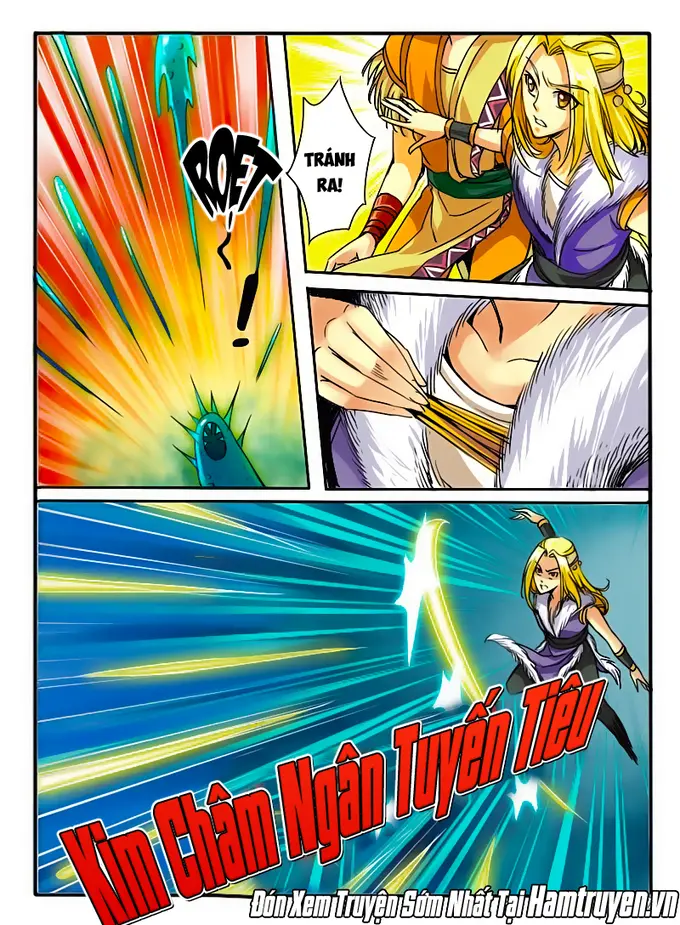 ROET
!
TRÁNH
RA!
Kim Châm Ngân Tuyến Tiêu
Đón Xem Truyện Sớm Nhất Tại Hamtruyen.vn